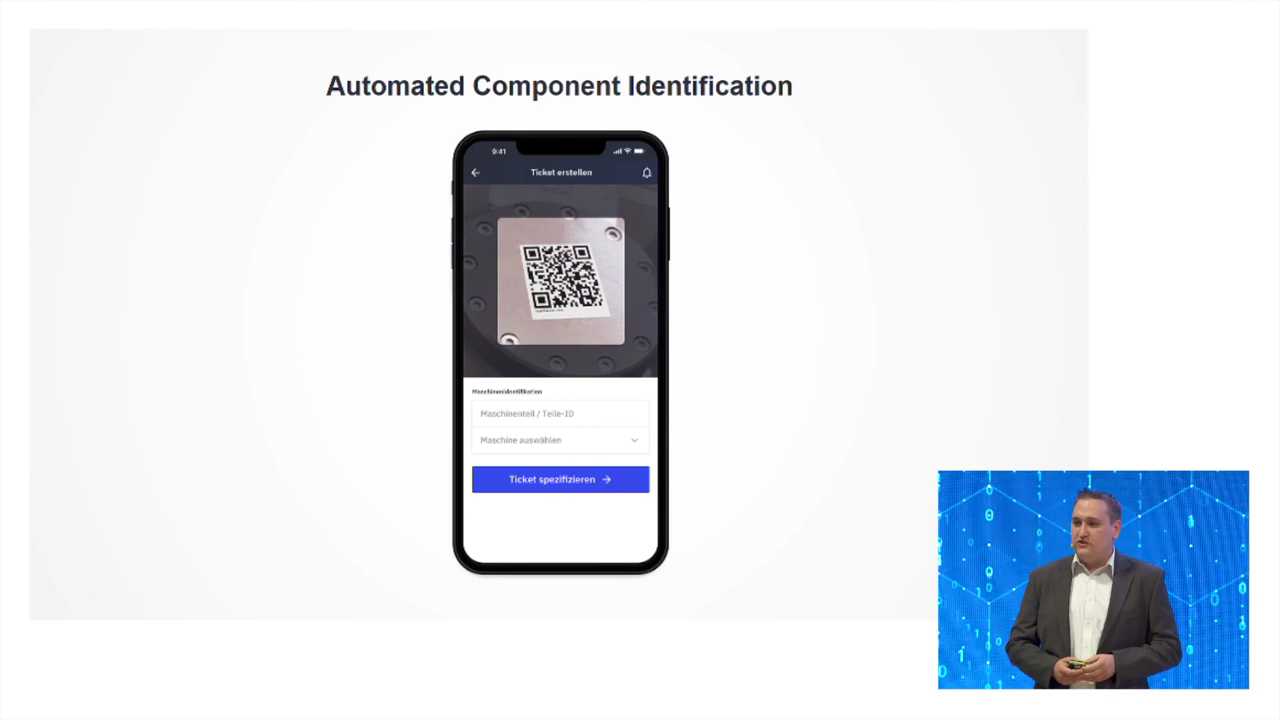 Automated Component Identification
9:41
Ticket erstellen
Maschinenidentifikation
Maschinenteil / Teile-ID
Maschine auswählen
Ticket spezifizieren →